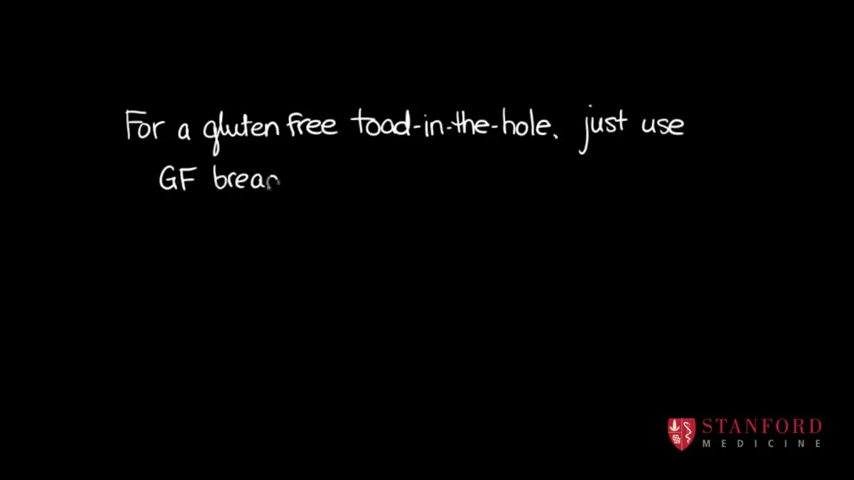 For a gluten free toad-in-the-hole, just use
GF brea
STANFORD
MEDICINE